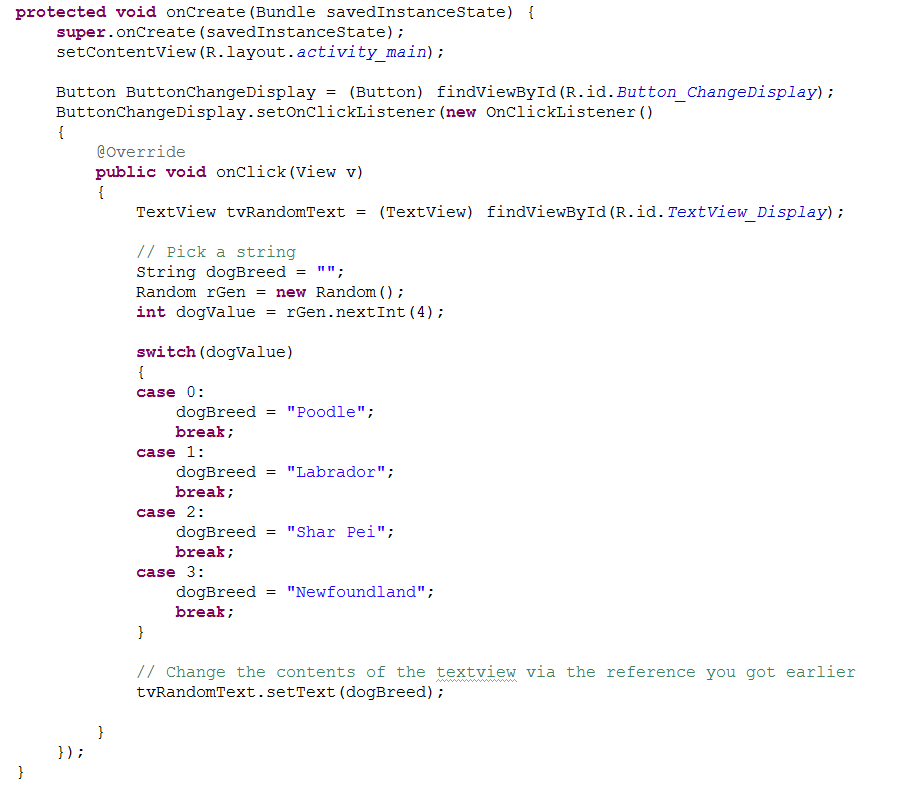 protected void onCreate(Bundle savedInstanceState) {
    super.onCreate(savedInstanceState);
    setContentView(R.layout.activity_main);

    Button ButtonChangeDisplay = (Button) findViewById(R.id.Button_ChangeDisplay);
    ButtonChangeDisplay.setOnClickListener(new OnClickListener()
    {
        @Override
        public void onClick(View v)
        {
            TextView tvRandomText = (TextView) findViewById(R.id.TextView_Display);

            // Pick a string
            String dogBreed = "";
            Random rGen = new Random();
            int dogValue = rGen.nextInt(4);

            switch(dogValue)
            {
            case 0:
                dogBreed = "Poodle";
                break;
            case 1:
                dogBreed = "Labrador";
                break;
            case 2:
                dogBreed = "Shar Pei";
                break;
            case 3:
                dogBreed = "Newfoundland";
                break;
            }

            // Change the contents of the textview via the reference you got earlier
            tvRandomText.setText(dogBreed);

        }
    });
}